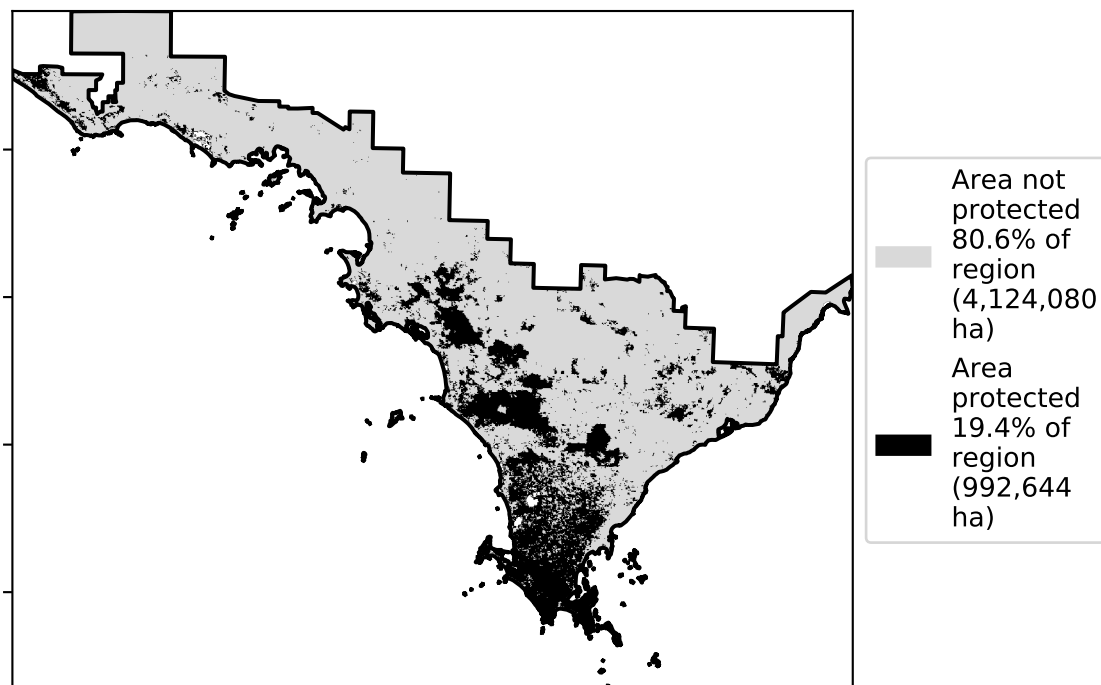 Area not
protected
80.6% of
region
(4,124,080
ha)
Area
protected
19.4% of
region
(992,644
ha)